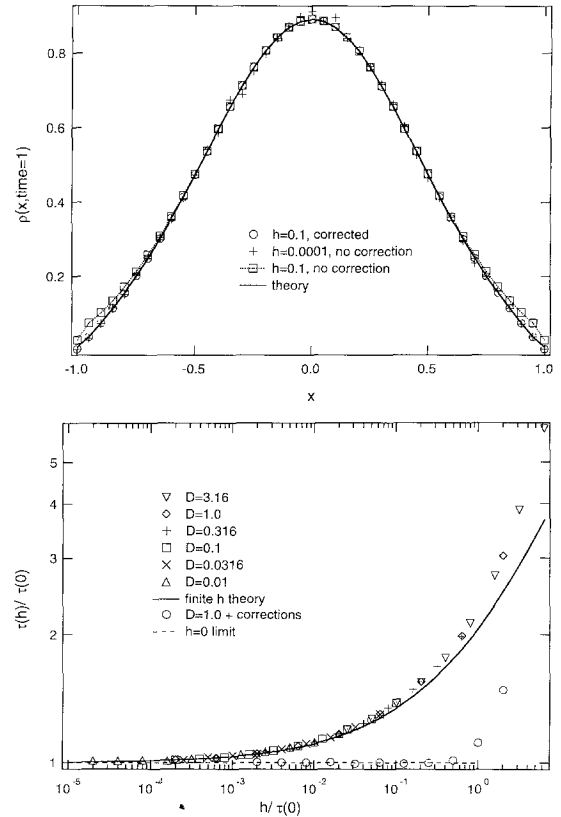 0.8
0.6
0.4
0.2
ρ(x,time=1)
h=0.1, corrected
h=0.0001, no correction
h=0.1, no correction
theory
-1.0
-0.5
0.0
0.5
1.0
x
5
4
3
2
1
τ(h)/ τ(0)
D=3.16
D=1.0
D=0.316
D=0.1
D=0.0316
D=0.01
finite h theory
D=1.0 + corrections
h=0 limit
10⁻⁵
10⁻⁴
10⁻³
10⁻²
10⁻¹
10⁰
h/ τ(0)